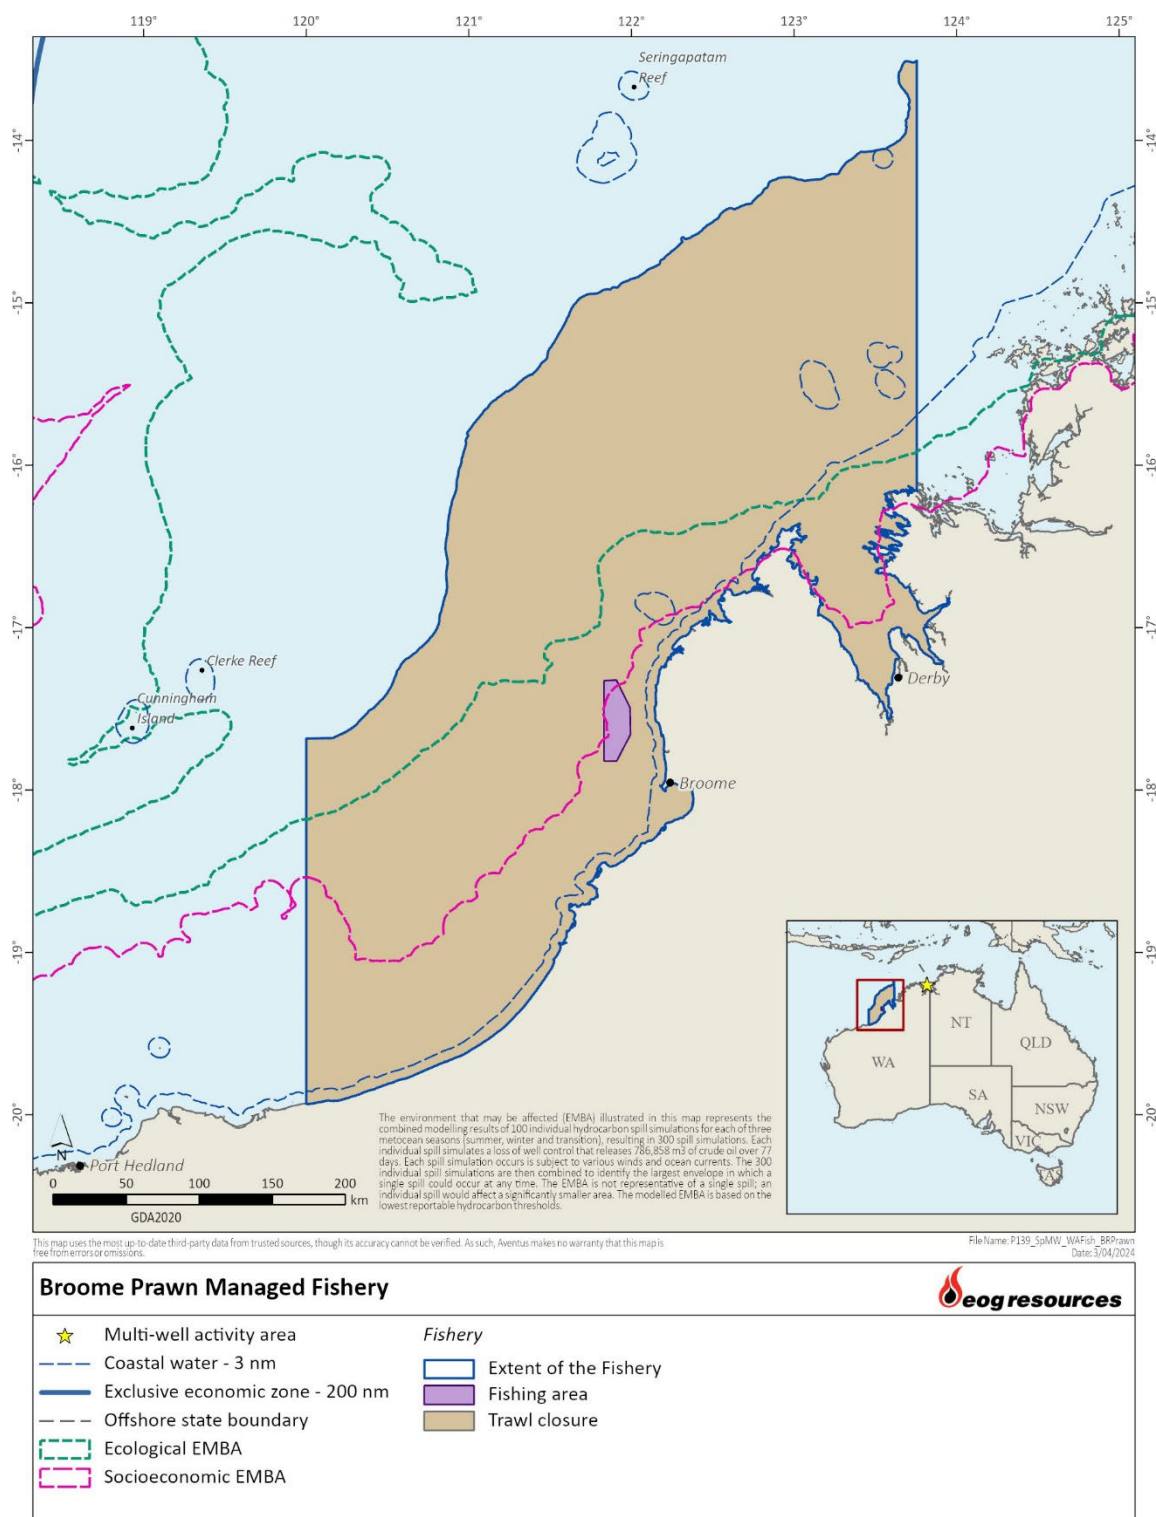 119° 120° 121° 122° 123° 124° 125°
Seringapatam
Reef
-14° -14°
-15° -15°
-16° -16°
-17° -17°
Clerke Reef
Derby
Cunningham
Island
Broome
-18° -18°
-19° -19°
NT
WA
QLD
SA
NSW
VIC
TAS
-20° -20°
The environment that may be affected (EMBA) illustrated in this map represents the
combined modelling results of 100 individual hydrocarbon spill simulations for each of three
metocean seasons (summer, winter and transition), resulting in 300 spill simulations. Each
individual spill simulates a loss of well control that releases 786,858 m3 of crude oil over 77
days. Each spill simulation occurs is subject to various winds and ocean currents. The 300
individual spill simulations are then combined to identify the largest envelope in which a
single spill could occur at any time. The EMBA is not representative of a single spill; an
individual spill would affect a significantly smaller area. The modelled EMBA is based on the
lowest reportable hydrocarbon thresholds.
N
Port Hedland
0 50 100 150 200
km
GDA2020
This map uses the most up-to-date third-party data from trusted sources, though its accuracy cannot be verified. As such, Aventus makes no warranty that this map is
free from errors or omissions.
File Name: P139_SpMW_WAFish_BRPrawn
Date: 3/04/2024
Broome Prawn Managed Fishery
eog resources
Multi-well activity area
Coastal water - 3 nm
Exclusive economic zone - 200 nm
Offshore state boundary
Ecological EMBA
Socioeconomic EMBA
Fishery
Extent of the Fishery
Fishing area
Trawl closure